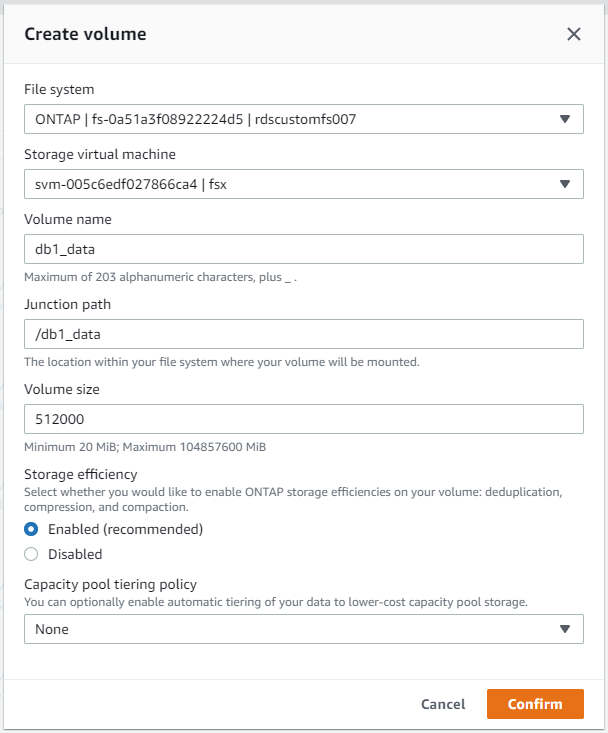 Create volume
File system
ONTAP | fs-0a51a3f08922224d5 | rdscustomfs007
Storage virtual machine
svm-005c6edf027866ca4 | fsx
Volume name
db1_data
Maximum of 203 alphanumeric characters, plus _ .
Junction path
/db1_data
The location within your file system where your volume will be mounted.
Volume size
512000
Minimum 20 MiB; Maximum 104857600 MiB
Storage efficiency
Select whether you would like to enable ONTAP storage efficiencies on your volume: deduplication,
compression, and compaction.
Enabled (recommended)
Disabled
Capacity pool tiering policy
You can optionally enable automatic tiering of your data to lower-cost capacity pool storage.
None
Cancel
Confirm